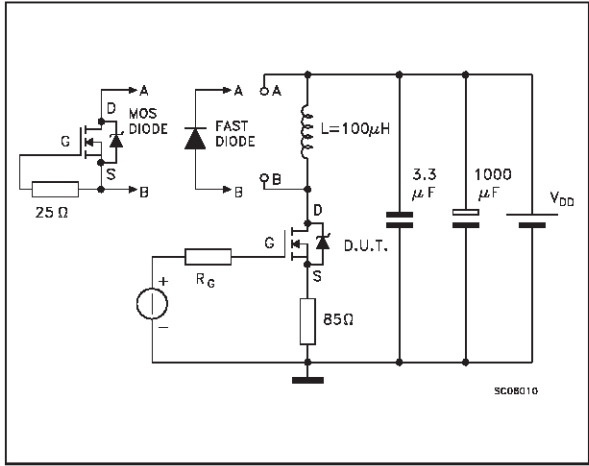 A
D
MOS
DIODE
G
S
B
25 Ω
A
FAST
DIODE
B
A
B
L=100μH
D
G
D.U.T.
S
+
−
R_G
85Ω
3.3
μF
1000
μF
V_DD
SC08010